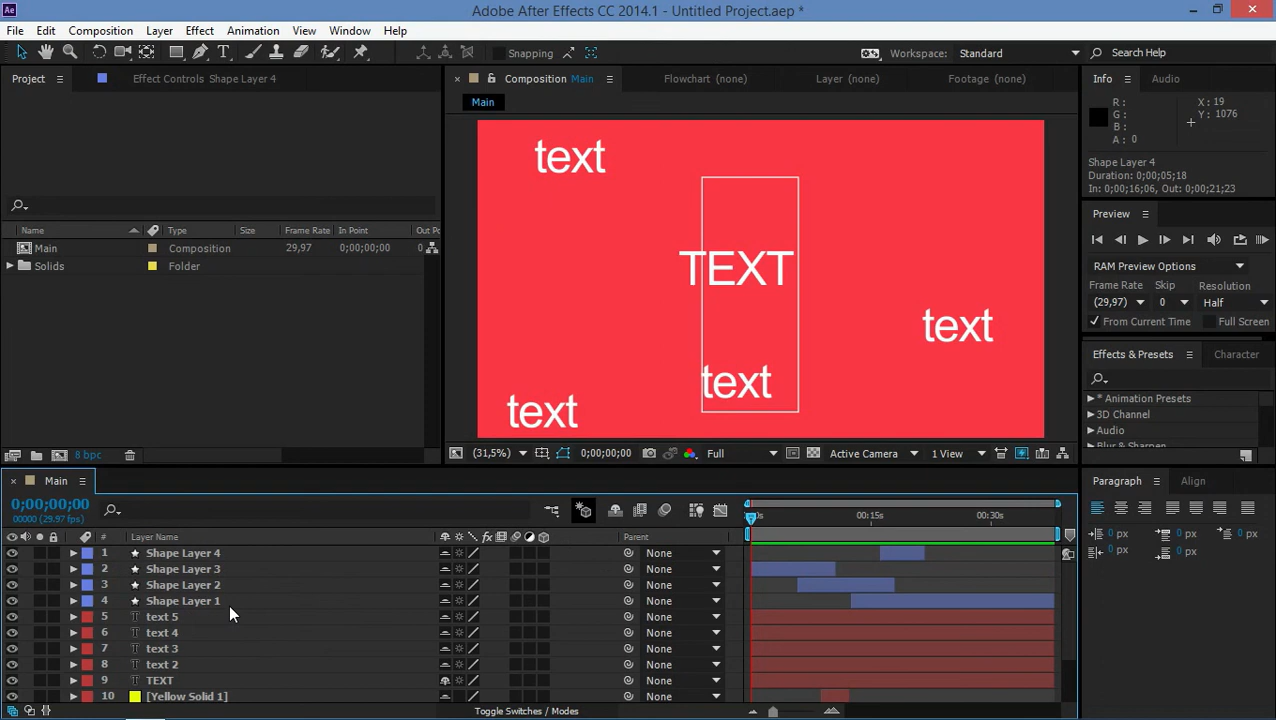 Ae Adobe After Effects CC 2014.1 - Untitled Project.aep *
File Edit Composition Layer Effect Animation View Window Help
Snapping Workspace: Standard Search Help
Project Effect Controls Shape Layer 4
Composition Main Flowchart (none) Layer (none) Footage (none)
Main
Info Audio
R: X: 19
G: Y: 1076
B:
A: 0
Shape Layer 4
Duration: 0;00;05;18
In: 0;00;16;06, Out: 0;00;21;23
text
TEXT
text
text
text
Name Type Size Frame Rate In Point Out Po
Main Composition 29,97 0;00;00;00 0
Solids Folder
Preview
RAM Preview Options
Frame Rate Skip Resolution
(29,97) 0 Half
From Current Time Full Screen
Effects & Presets Character
* Animation Presets
3D Channel
Audio
Blur & Sharpen
8 bpc
(31,5%) 0;00;00;00 Full Active Camera 1 View
Main
0;00;00;00
00000 (29.97 fps)
# Layer Name Parent
00:15s 00:30s
1 Shape Layer 4 None
2 Shape Layer 3 None
3 Shape Layer 2 None
4 Shape Layer 1 None
5 T text 5 None
6 T text 4 None
7 T text 3 None
8 T text 2 None
9 T TEXT None
10 [Yellow Solid 1] None
Toggle Switches / Modes
Paragraph Align
0 px 0 px 0 px
0 px 0 px